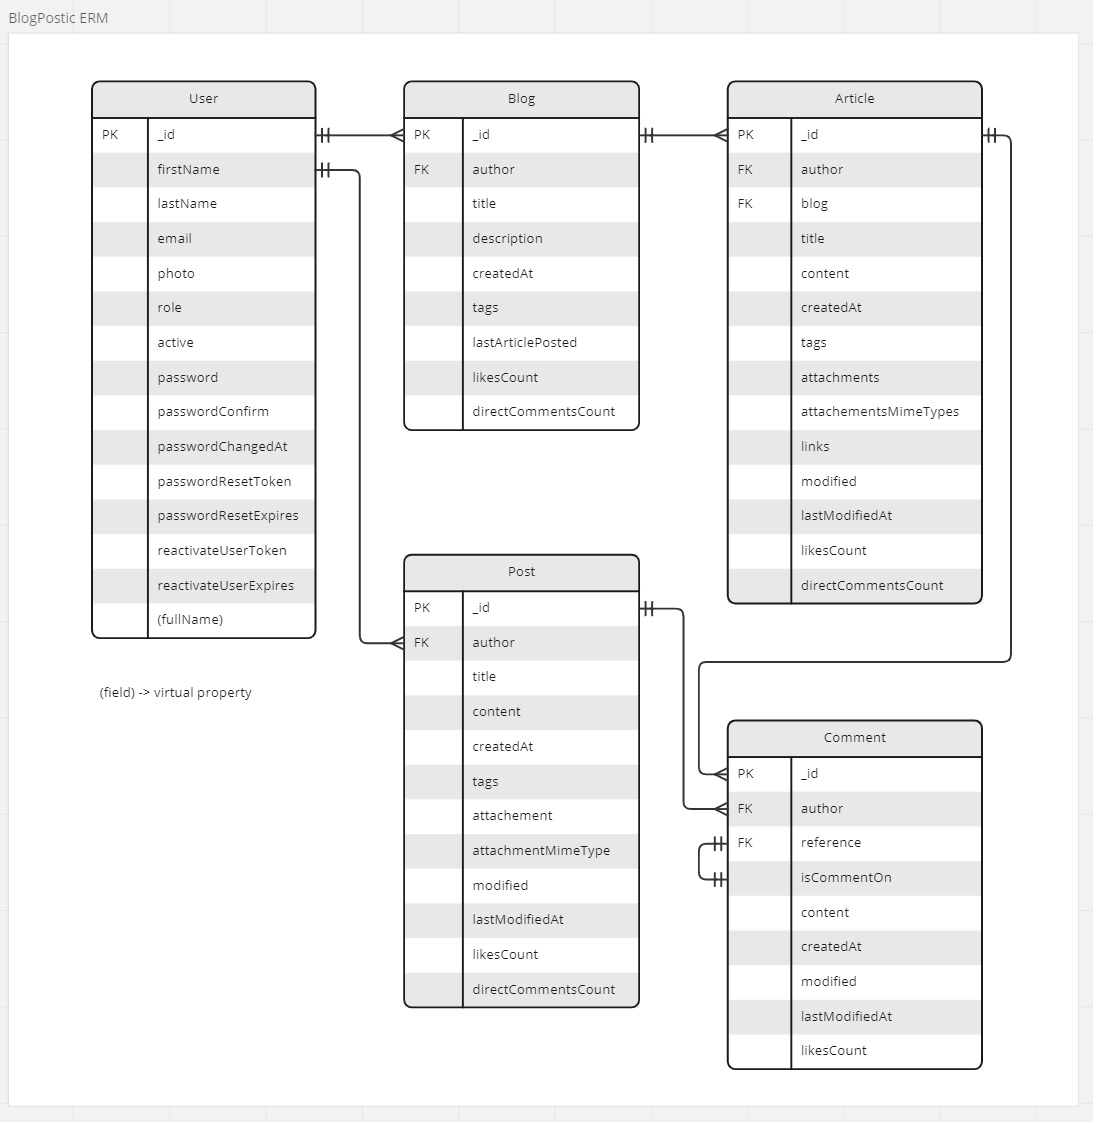 BlogPostic ERM
User
PK _id
firstName
lastName
email
photo
role
active
password
passwordConfirm
passwordChangedAt
passwordResetToken
passwordResetExpires
reactivateUserToken
reactivateUserExpires
(fullName)
(field) -> virtual property
Blog
PK _id
FK author
title
description
createdAt
tags
lastArticlePosted
likesCount
directCommentsCount
Article
PK _id
FK author
FK blog
title
content
createdAt
tags
attachments
attachementsMimeTypes
links
modified
lastModifiedAt
likesCount
directCommentsCount
Post
PK _id
FK author
title
content
createdAt
tags
attachement
attachmentMimeType
modified
lastModifiedAt
likesCount
directCommentsCount
Comment
PK _id
FK author
FK reference
isCommentOn
content
createdAt
modified
lastModifiedAt
likesCount